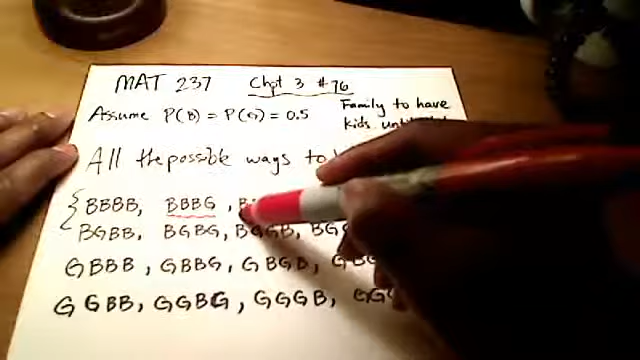 MAT 237 Chpt 3 #76
Assume P(B) = P(G) = 0.5
Family to have
kids
All the possible ways to
{ BBBB, BBBG,
BGBB, BGBG, BGGB, BGG
GBBB, GBBG, GBGB,
GGBB, GGBG, GGGB,